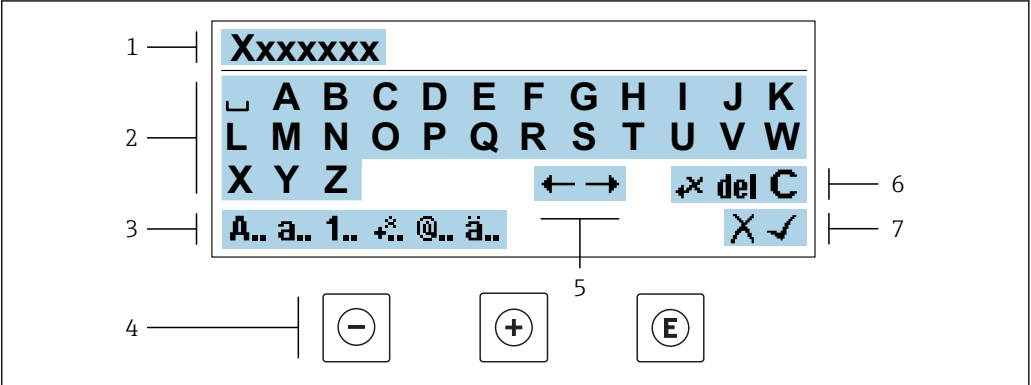 1 Xxxxxxx
2 ␣ A B C D E F G H I J K
L M N O P Q R S T U V W
X Y Z ← → ⤶x del C 6
3 A.. a.. 1.. +×÷.. @.. ä.. X ✓ 7
5
4 − + E